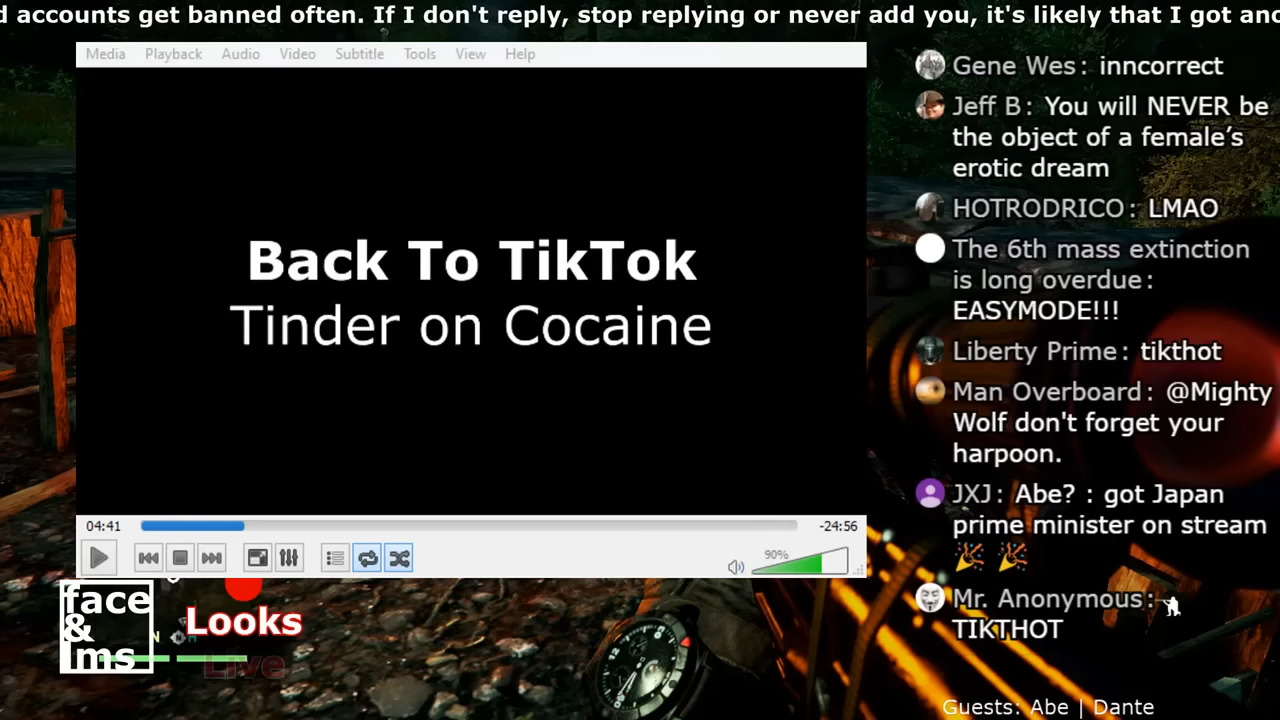 d accounts get banned often. If I don't reply, stop replying or never add you, it's likely that I got ano
Media Playback Audio Video Subtitle Tools View Help
Back To TikTok
Tinder on Cocaine
04:41
-24:56
90%
face
&
lms
Looks
Live
N
Gene Wes: inncorrect
Jeff B: You will NEVER be
the object of a female's
erotic dream
HOTRODRICO: LMAO
The 6th mass extinction
is long overdue:
EASYMODE!!!
Liberty Prime: tikthot
Man Overboard: @Mighty
Wolf don't forget your
harpoon.
JXJ: Abe? : got Japan
prime minister on stream
🎉 🎉
Mr. Anonymous:
TIKTHOT
Guests: Abe | Dante